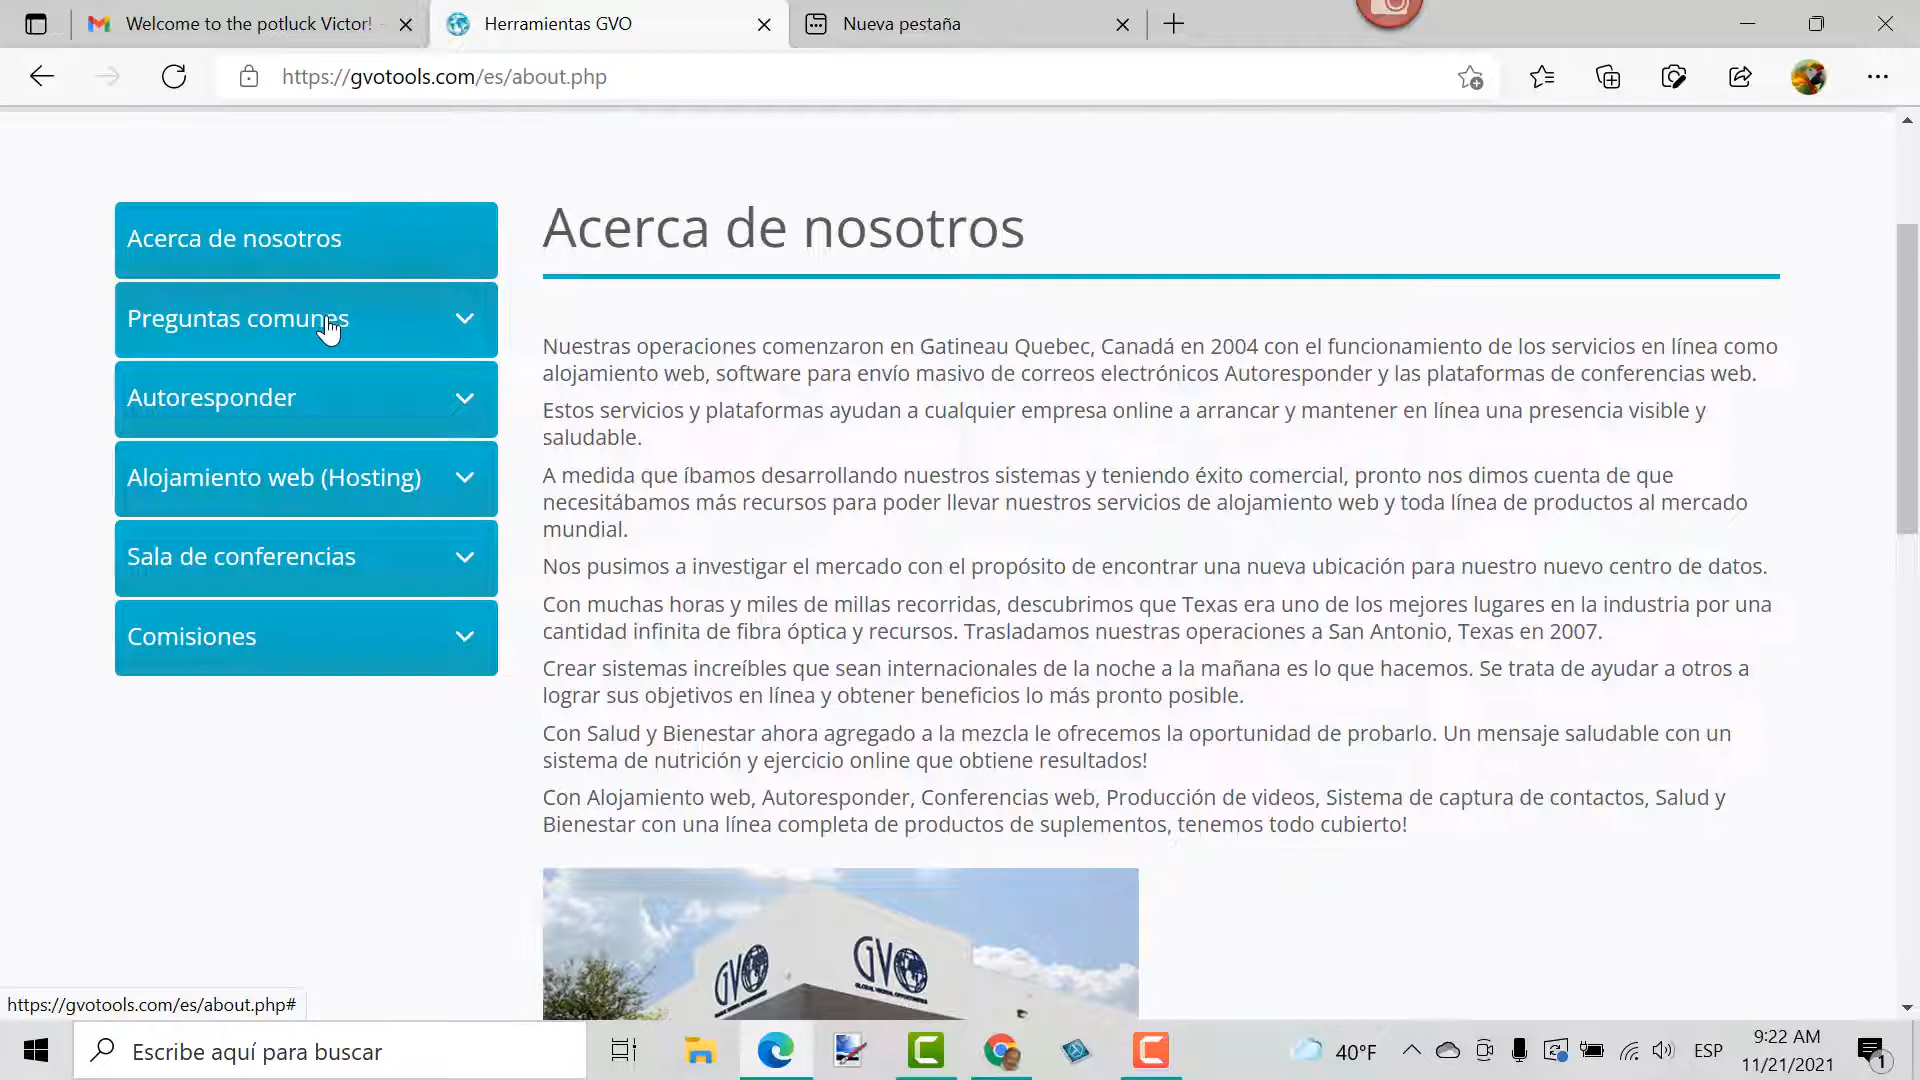 Welcome to the potluck Victor! -
Herramientas GVO
Nueva pestaña
https://gvotools.com/es/about.php
Acerca de nosotros
Preguntas comunes
Autoresponder
Alojamiento web (Hosting)
Sala de conferencias
Comisiones
Acerca de nosotros
Nuestras operaciones comenzaron en Gatineau Quebec, Canadá en 2004 con el funcionamiento de los servicios en línea como
alojamiento web, software para envío masivo de correos electrónicos Autoresponder y las plataformas de conferencias web.
Estos servicios y plataformas ayudan a cualquier empresa online a arrancar y mantener en línea una presencia visible y
saludable.
A medida que íbamos desarrollando nuestros sistemas y teniendo éxito comercial, pronto nos dimos cuenta de que
necesitábamos más recursos para poder llevar nuestros servicios de alojamiento web y toda línea de productos al mercado
mundial.
Nos pusimos a investigar el mercado con el propósito de encontrar una nueva ubicación para nuestro nuevo centro de datos.
Con muchas horas y miles de millas recorridas, descubrimos que Texas era uno de los mejores lugares en la industria por una
cantidad infinita de fibra óptica y recursos. Trasladamos nuestras operaciones a San Antonio, Texas en 2007.
Crear sistemas increíbles que sean internacionales de la noche a la mañana es lo que hacemos. Se trata de ayudar a otros a
lograr sus objetivos en línea y obtener beneficios lo más pronto posible.
Con Salud y Bienestar ahora agregado a la mezcla le ofrecemos la oportunidad de probarlo. Un mensaje saludable con un
sistema de nutrición y ejercicio online que obtiene resultados!
Con Alojamiento web, Autoresponder, Conferencias web, Producción de videos, Sistema de captura de contactos, Salud y
Bienestar con una línea completa de productos de suplementos, tenemos todo cubierto!
GVO
GVO
https://gvotools.com/es/about.php#
Escribe aquí para buscar
40°F
ESP
9:22 AM
11/21/2021
1